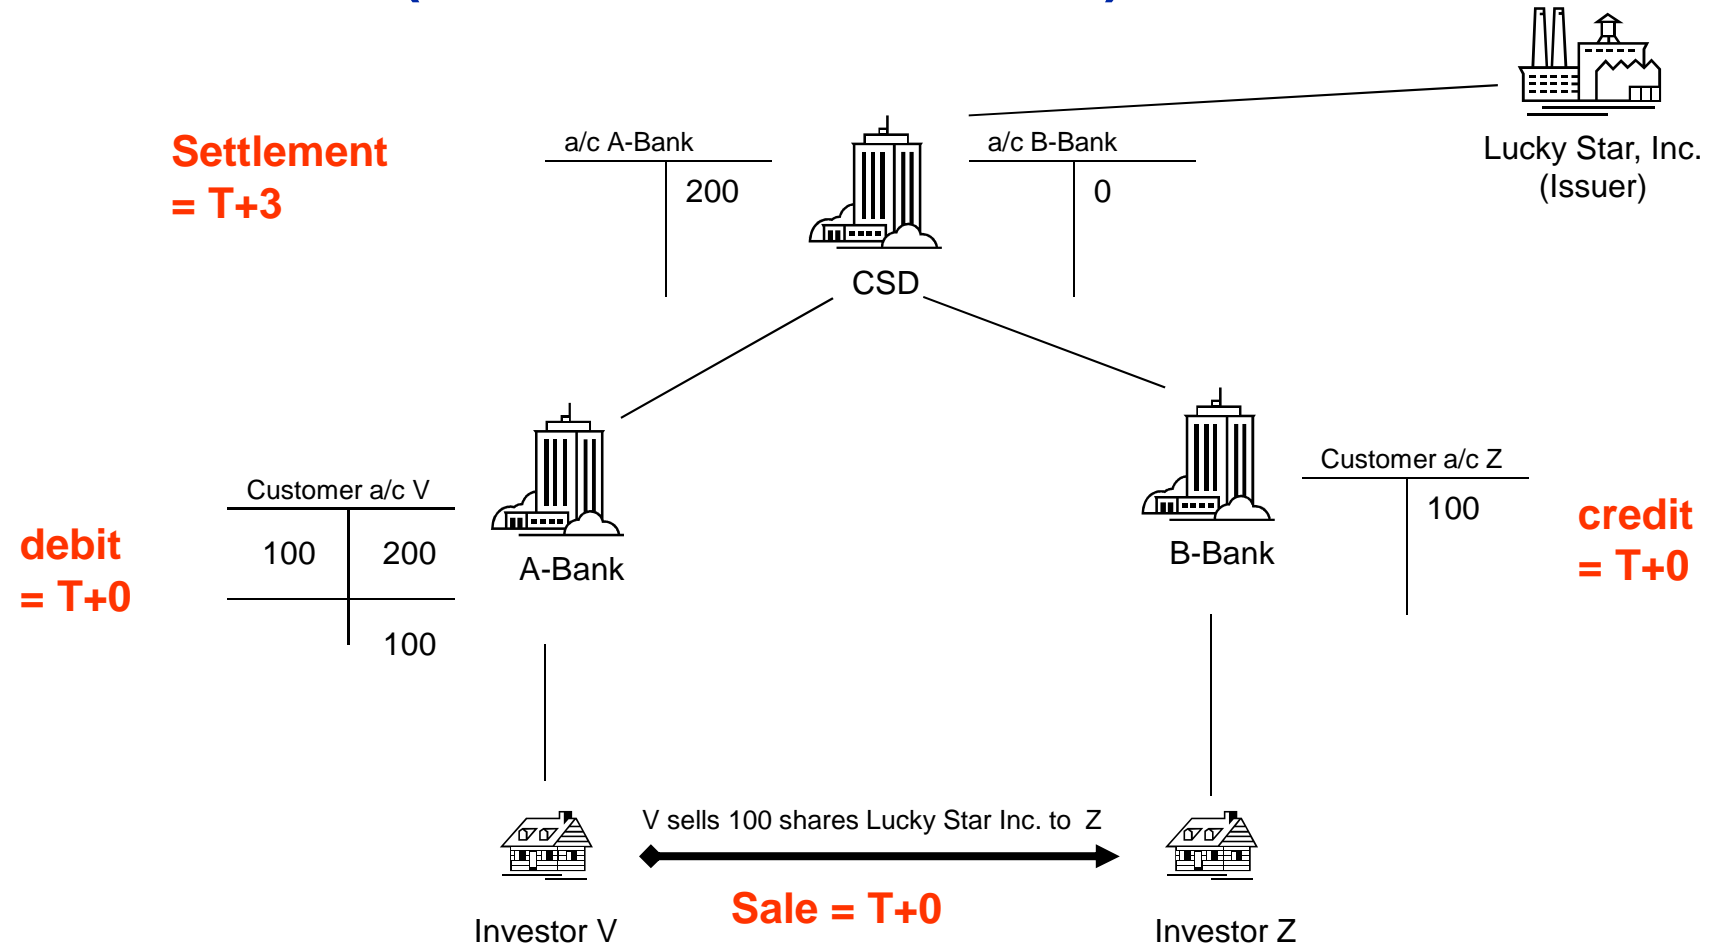 Lucky Star, Inc.
(Issuer)
Settlement
= T+3
a/c A-Bank
200
a/c B-Bank
0
CSD
Customer a/c V
100 200
100
debit
= T+0
A-Bank
B-Bank
Customer a/c Z
100
credit
= T+0
V sells 100 shares Lucky Star Inc. to Z
Sale = T+0
Investor V
Investor Z